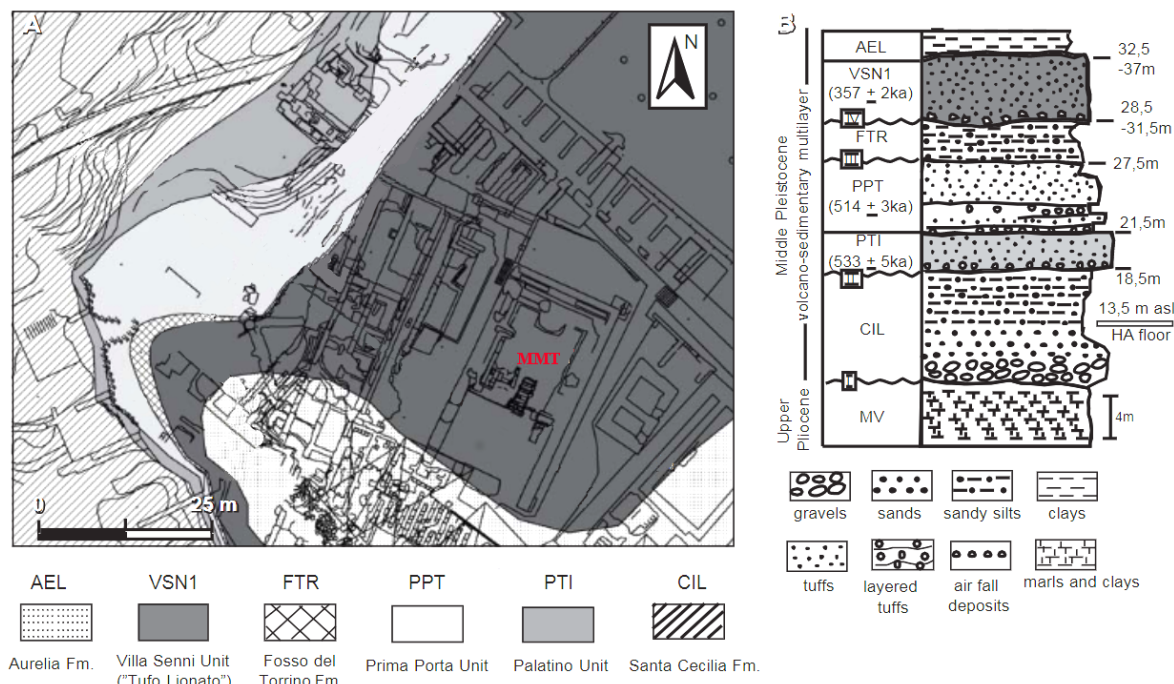 A
N
MMT
0 25 m
AEL VSN1 FTR PPT PTI CIL
Aurelia Fm.
Villa Senni Unit
("Tufo Lionato")
Fosso del
Torrino Fm
Prima Porta Unit
Palatino Unit
Santa Cecilia Fm.
B
Middle Pleistocene
volcano-sedimentary multilayer
Upper
Pliocene
AEL
32,5
-37m
VSN1
(357 ± 2ka)
28,5
-31,5m
IV
FTR
III
27,5m
PPT
(514 ± 3ka)
21,5m
PTI
(533 ± 5ka)
II
18,5m
CIL
13,5 m asl
HA floor
I
MV
4m
gravels sands sandy silts clays
tuffs layered
tuffs
air fall
deposits
marls and clays